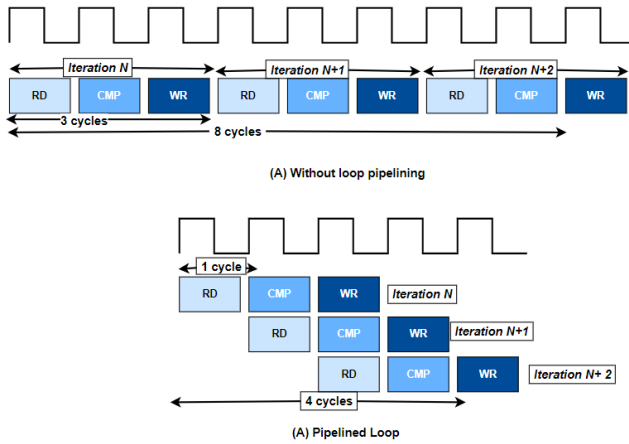 Iteration N Iteration N+1 Iteration N+2
RD CMP WR RD CMP WR RD CMP WR
3 cycles
8 cycles
(A) Without loop pipelining
1 cycle
RD CMP WR Iteration N
RD CMP WR Iteration N+1
RD CMP WR Iteration N+ 2
4 cycles
(A) Pipelined Loop